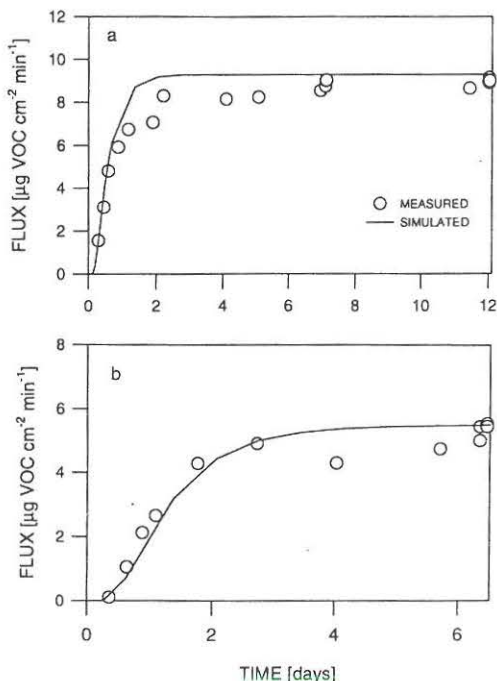 a
12
10
8
6
4
2
0
FLUX [µg VOC cm⁻² min⁻¹]
MEASURED
SIMULATED
0 2 4 6 8 10 12
b
8
6
4
2
0
FLUX [µg VOC cm⁻² min⁻¹]
0 2 4 6
TIME [days]